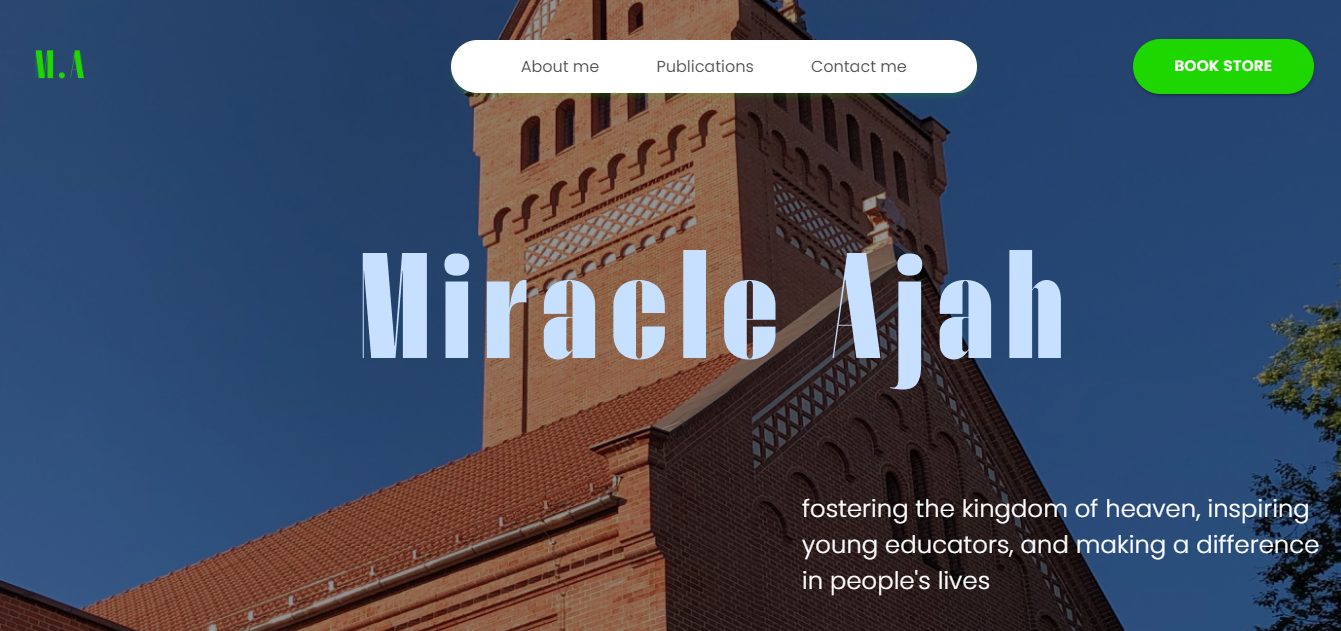 M.A
About me
Publications
Contact me
BOOK STORE
Miracle Ajah
fostering the kingdom of heaven, inspiring
young educators, and making a difference
in people's lives